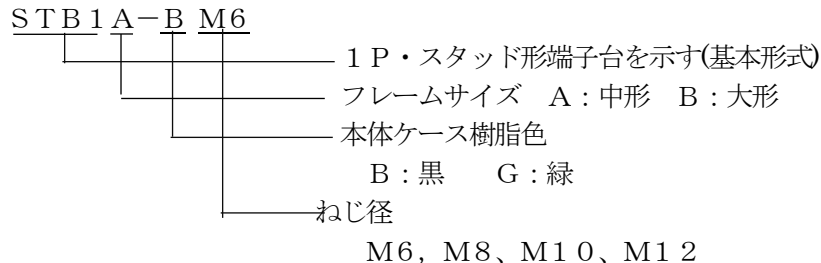 STB1A-B M6
1P・スタッド形端子台を示す(基本形式)
フレームサイズ A:中形 B:大形
本体ケース樹脂色
B:黒 G:緑
ねじ径
M6, M8、M10、M12